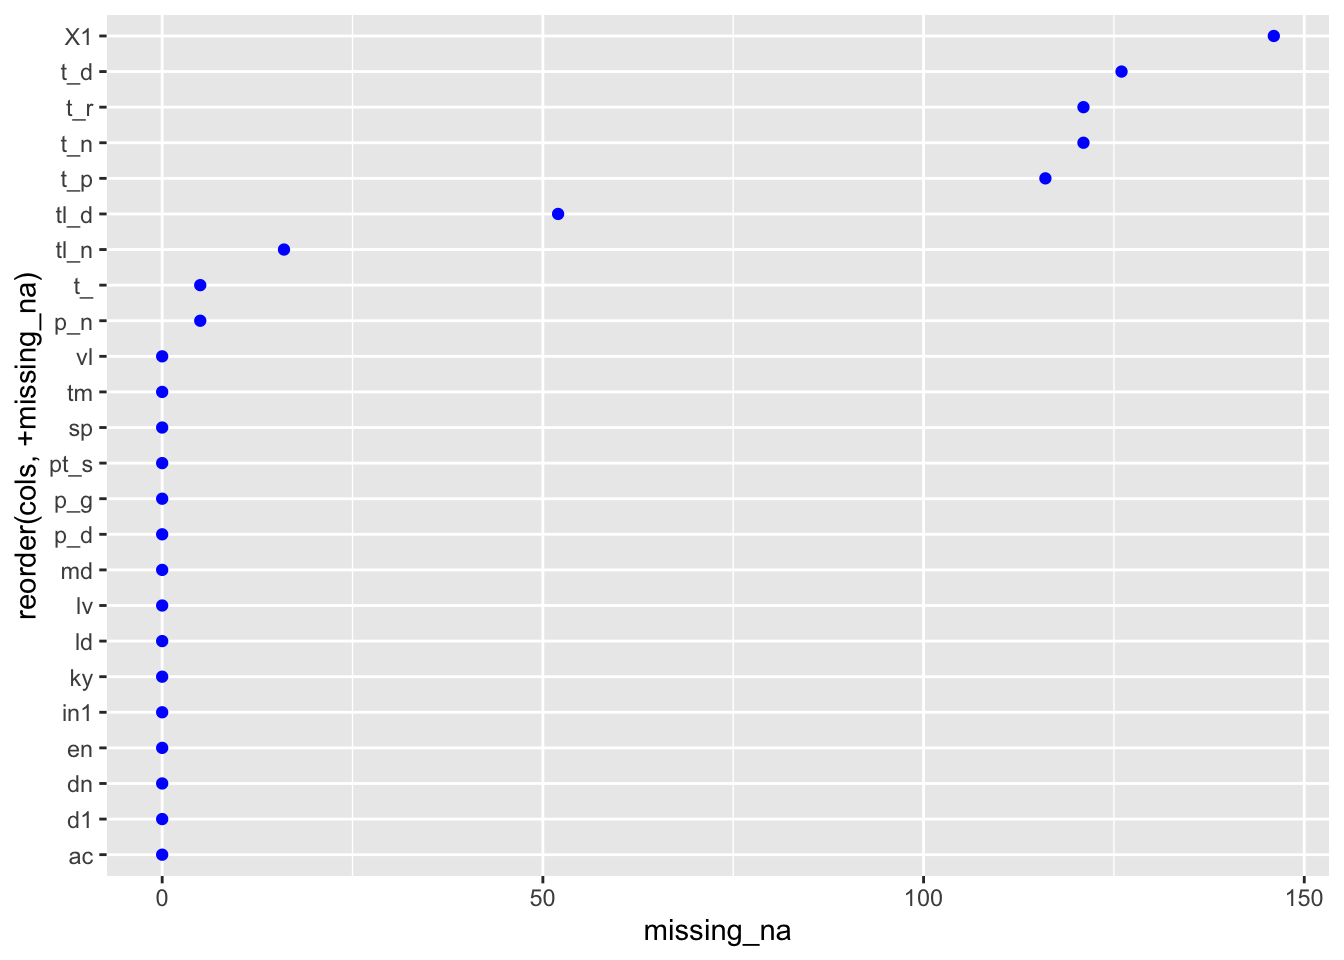 X1
t_d
t_r
t_n
t_p
tl_d
tl_n
t_
p_n
vl
tm
sp
pt_s
p_g
p_d
md
lv
ld
ky
in1
en
dn
d1
ac
reorder(cols, +missing_na)
0 50 100 150
missing_na